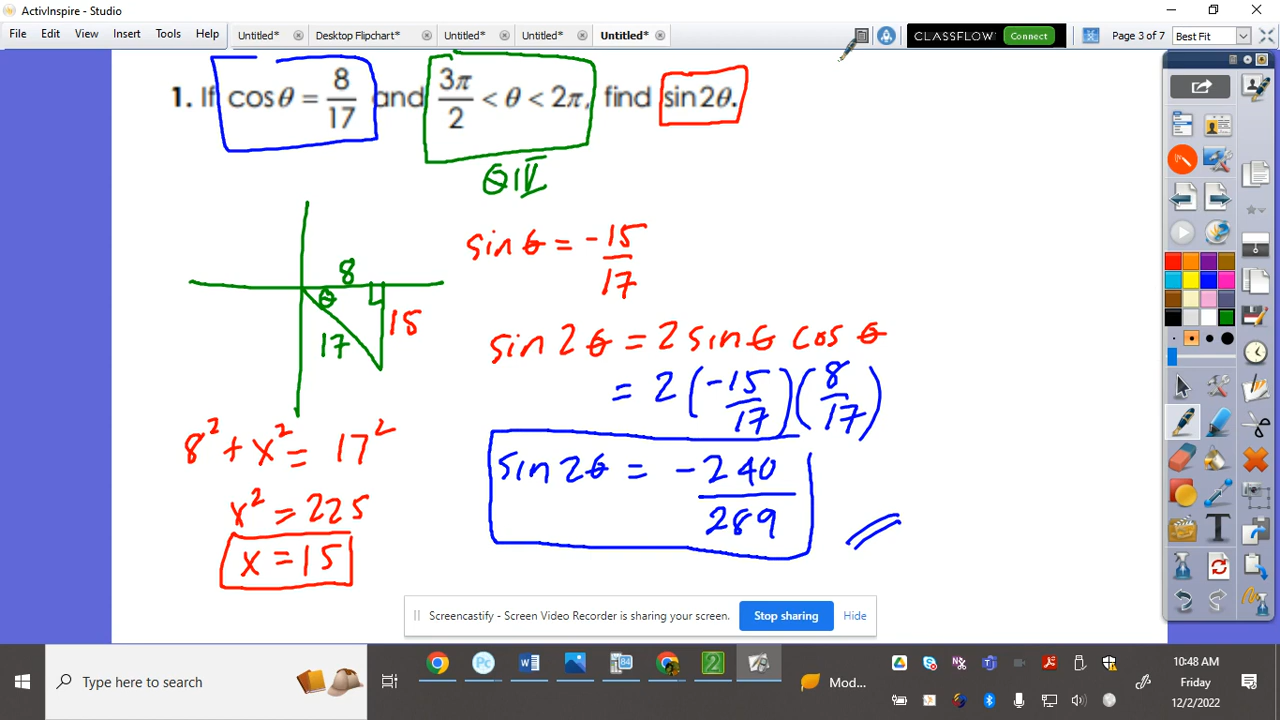 ActivInspire - Studio
File Edit View Insert Tools Help Untitled* Desktop Flipchart* Untitled* Untitled* Untitled* CLASSFLOW Connect Page 3 of 7 Best Fit
1. If cosθ = 8/17 and 3π/2 < θ < 2π, find sin2θ.
QIV
sin θ = -15/17
8
θ
15
17
sin 2θ = 2 sin θ cos θ
= 2 (-15/17)(8/17)
8² + x² = 17²
sin 2θ = -240/289
x² = 225
x = 15
Screencastify - Screen Video Recorder is sharing your screen. Stop sharing Hide
Type here to search
Mod...
10:48 AM
Friday
12/2/2022